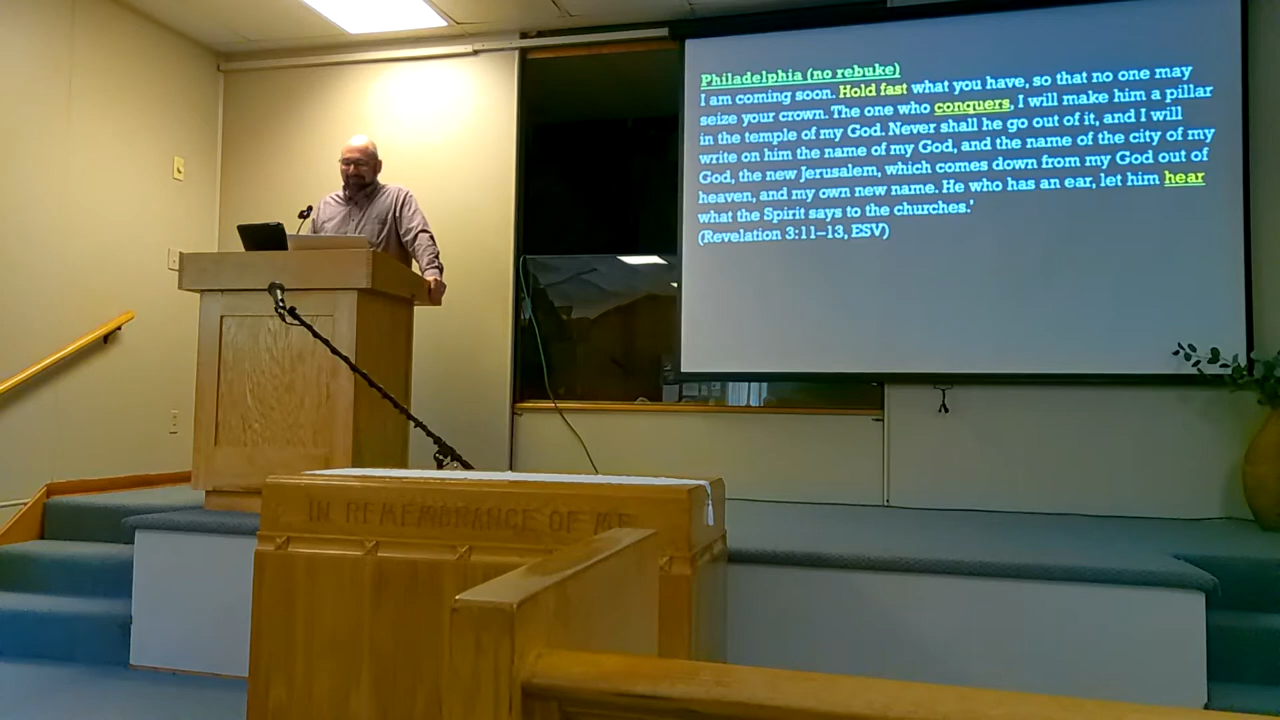 Philadelphia (no rebuke)
I am coming soon. Hold fast what you have, so that no one may
seize your crown. The one who conquers, I will make him a pillar
in the temple of my God. Never shall he go out of it, and I will
write on him the name of my God, and the name of the city of my
God, the new Jerusalem, which comes down from my God out of
heaven, and my own new name. He who has an ear, let him hear
what the Spirit says to the churches.’
(Revelation 3:11–13, ESV)
IN REMEMBRANCE OF ME